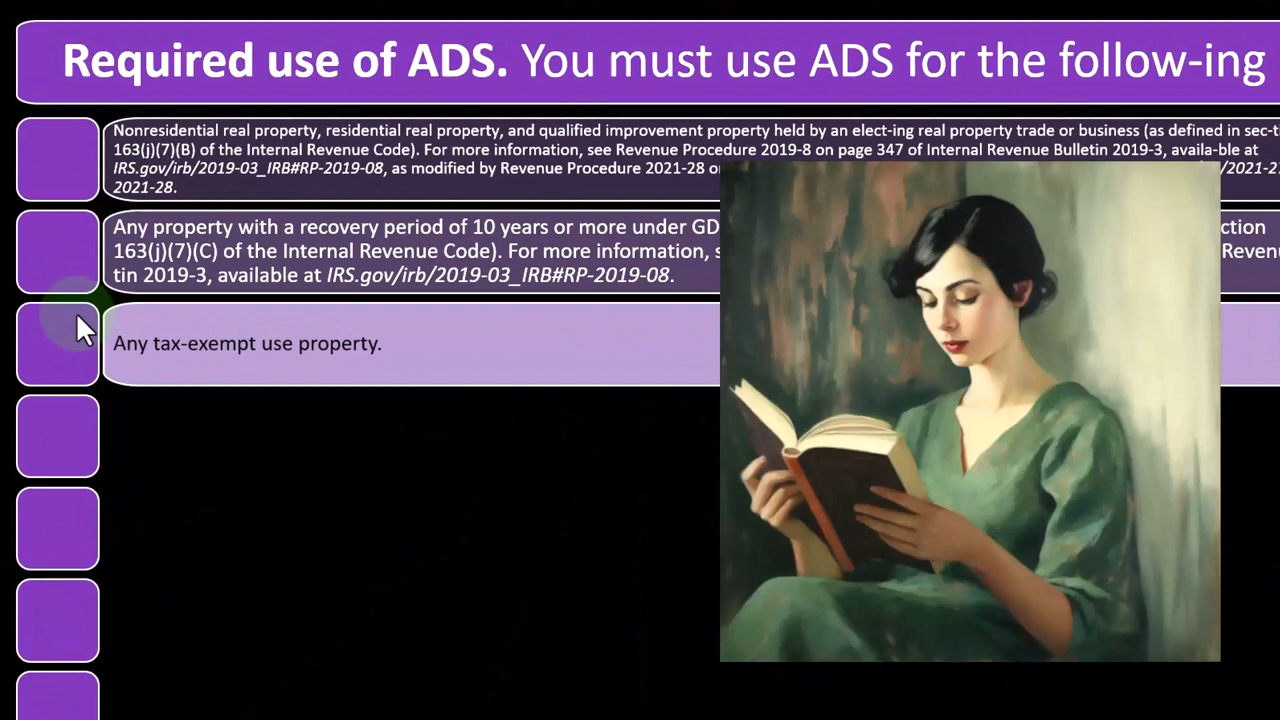 Required use of ADS. You must use ADS for the follow-ing
Nonresidential real property, residential real property, and qualified improvement property held by an elect-ing real property trade or business (as defined in sec-t
163(j)(7)(B) of the Internal Revenue Code). For more information, see Revenue Procedure 2019-8 on page 347 of Internal Revenue Bulletin 2019-3, availa-ble at
IRS.gov/irb/2019-03_IRB#RP-2019-08, as modified by Revenue Procedure 2021-28 /2021-2
2021-28.
Any property with a recovery period of 10 years or more under ction
163(j)(7)(C) of the Internal Revenue Code). For more information,
tin 2019-3, available at IRS.gov/irb/2019-03_IRB#RP-2019-08.
Any tax-exempt use property.